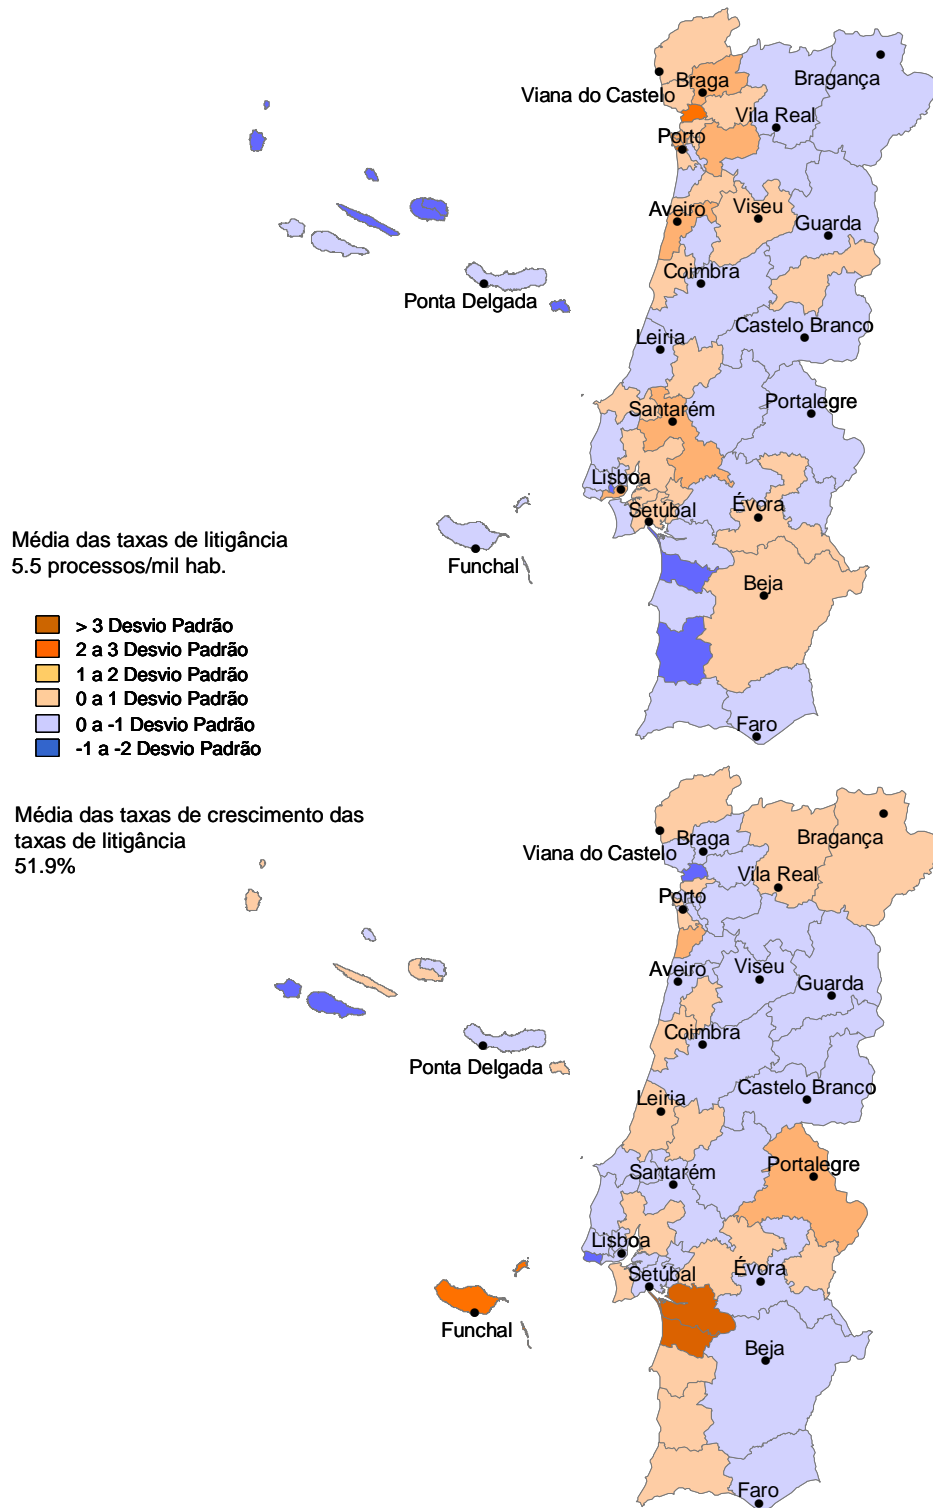 Viana do Castelo
Braga
Bragança
Vila Real
Porto
Aveiro
Viseu
Guarda
Coimbra
Ponta Delgada
Leiria
Castelo Branco
Santarém
Portalegre
Lisboa
Setúbal
Évora
Funchal
Beja
Faro
Média das taxas de litigância
5.5 processos/mil hab.
> 3 Desvio Padrão
2 a 3 Desvio Padrão
1 a 2 Desvio Padrão
0 a 1 Desvio Padrão
0 a -1 Desvio Padrão
-1 a -2 Desvio Padrão
Média das taxas de crescimento das
taxas de litigância
51.9%
Viana do Castelo
Braga
Bragança
Vila Real
Porto
Aveiro
Viseu
Guarda
Coimbra
Ponta Delgada
Castelo Branco
Leiria
Santarém
Portalegre
Lisboa
Setúbal
Évora
Funchal
Beja
Faro